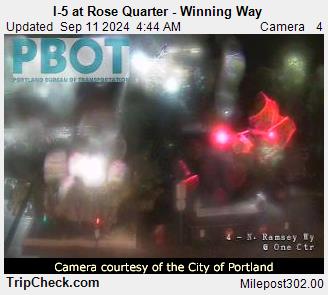 I-5 at Rose Quarter - Winning Way
Updated Sep 11 2024 4:44 AM Camera 4
PBOT
PORTLAND BUREAU OF TRANSPORTATION
4 - N. Ramsey Wy
@ One Ctr
Camera courtesy of the City of Portland
TripCheck.com Milepost302.00